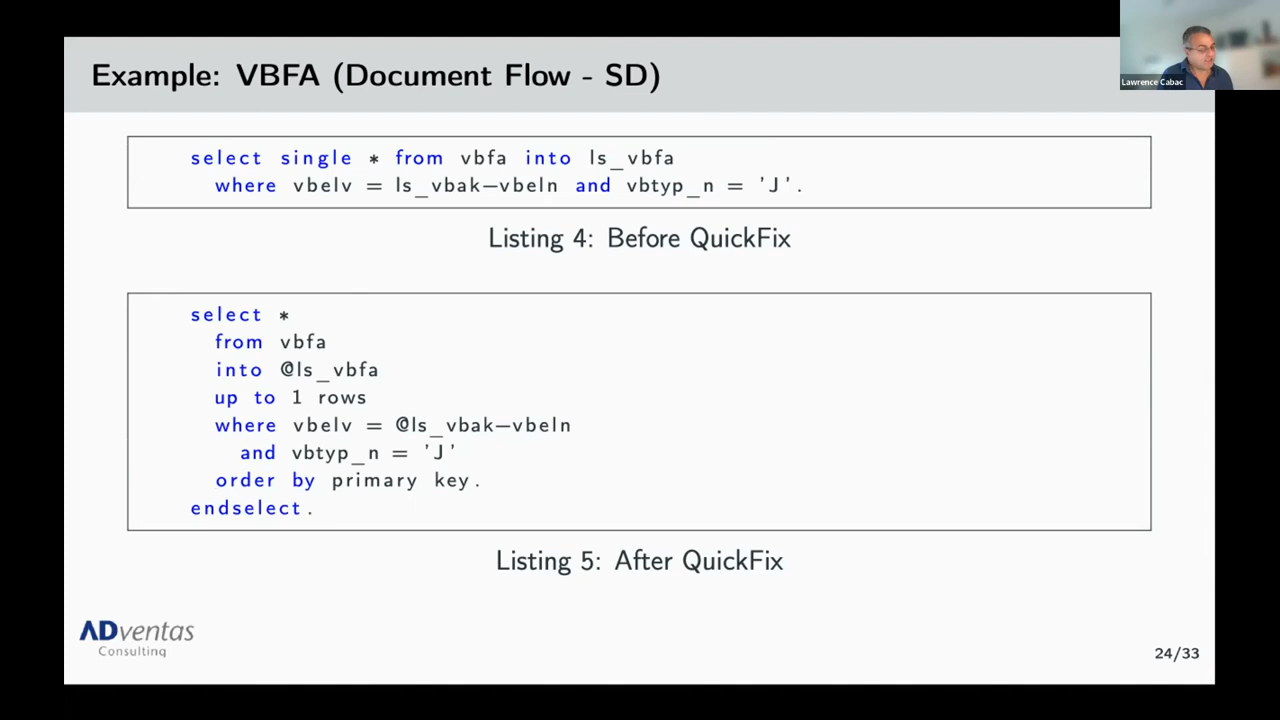 Lawrence Cabac
Example: VBFA (Document Flow - SD)
select single * from vbfa into ls_vbfa
where vbelv = ls_vbak–vbeln and vbtyp_n = 'J'.
Listing 4: Before QuickFix
select *
from vbfa
into @ls_vbfa
up to 1 rows
where vbelv = @ls_vbak–vbeln
and vbtyp_n = 'J'
order by primary key.
endselect.
Listing 5: After QuickFix
ADventas
Consulting
24/33